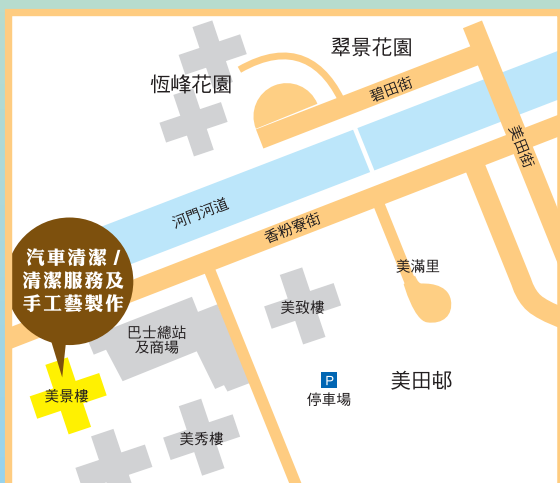 翠景花園
恆峰花園
碧田街
美田街
河門河道
香粉寮街
汽車清潔 /
清潔服務及
手工藝製作
美滿里
美致樓
巴士總站
及商場
P
停車場
美田邨
美景樓
美秀樓